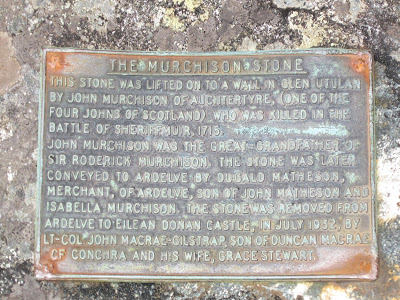 THE MURCHISON STONE
THIS STONE WAS LIFTED ON TO A WALL IN GLEN UTULAN
BY JOHN MURCHISON OF AUCHTERTYRE, (ONE OF THE
FOUR JOHNS OF SCOTLAND) WHO WAS KILLED IN THE
BATTLE OF SHERIFFMUIR, 1715.
JOHN MURCHISON WAS THE GREAT-GRANDFATHER OF
SIR RODERICK MURCHISON. THE STONE WAS LATER
CONVEYED TO ARDELVE BY DUGALD MATHESON,
MERCHANT, OF ARDELVE, SON OF JOHN MATHESON AND
ISABELLA MURCHISON. THE STONE WAS REMOVED FROM
ARDELVE TO EILEAN DONAN CASTLE, IN JULY 1932, BY
LT-COL JOHN MACRAE-GILSTRAP, SON OF DUNCAN MACRAE
OF CONCHRA AND HIS WIFE, GRACE STEWART.